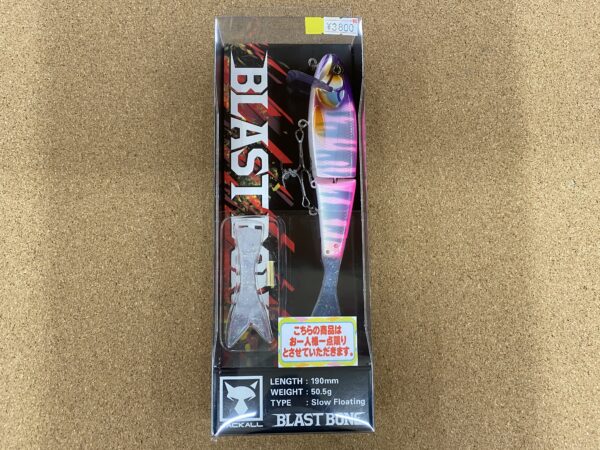 ¥3800
BLAST
こちらの商品は
お一人様一点限り
とさせていただきます。
LENGTH : 190mm
WEIGHT : 50.5g
TYPE : Slow Floating
JACKALL
BLAST BONE